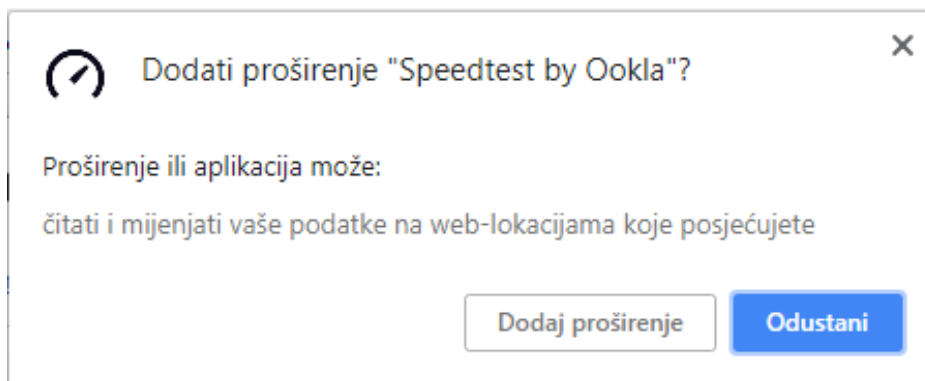 Dodati proširenje "Speedtest by Ookla"?
Proširenje ili aplikacija može:
čitati i mijenjati vaše podatke na web-lokacijama koje posjećujete
Dodaj proširenje
Odustani